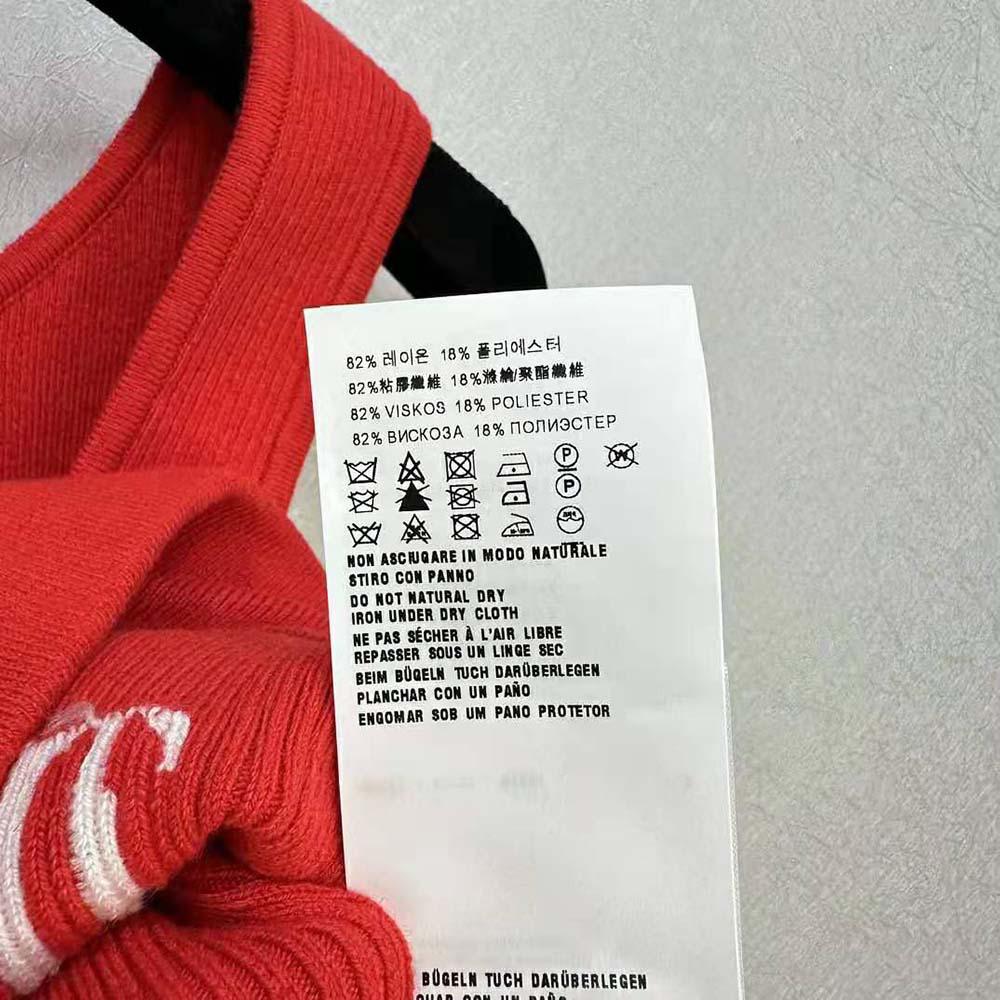 82% 레이온 18% 폴리에스터
82%粘膠纖維 18%滌綸/聚酯纖維
82% VISKOS 18% POLIESTER
82% ВИСКОЗА 18% ПОЛИЭСТЕР
P W
P
NON ASCIUGARE IN MODO NATURALE
STIRO CON PANNO
DO NOT NATURAL DRY
IRON UNDER DRY CLOTH
NE PAS SÉCHER À L'AIR LIBRE
REPASSER SOUS UN LINGE SEC
BEIM BÜGELN TUCH DARÜBERLEGEN
PLANCHAR CON UN PAÑO
ENGOMAR SOB UM PANO PROTETOR
BÜGELN TUCH DARÜBERLEGEN
CON UN PAÑO